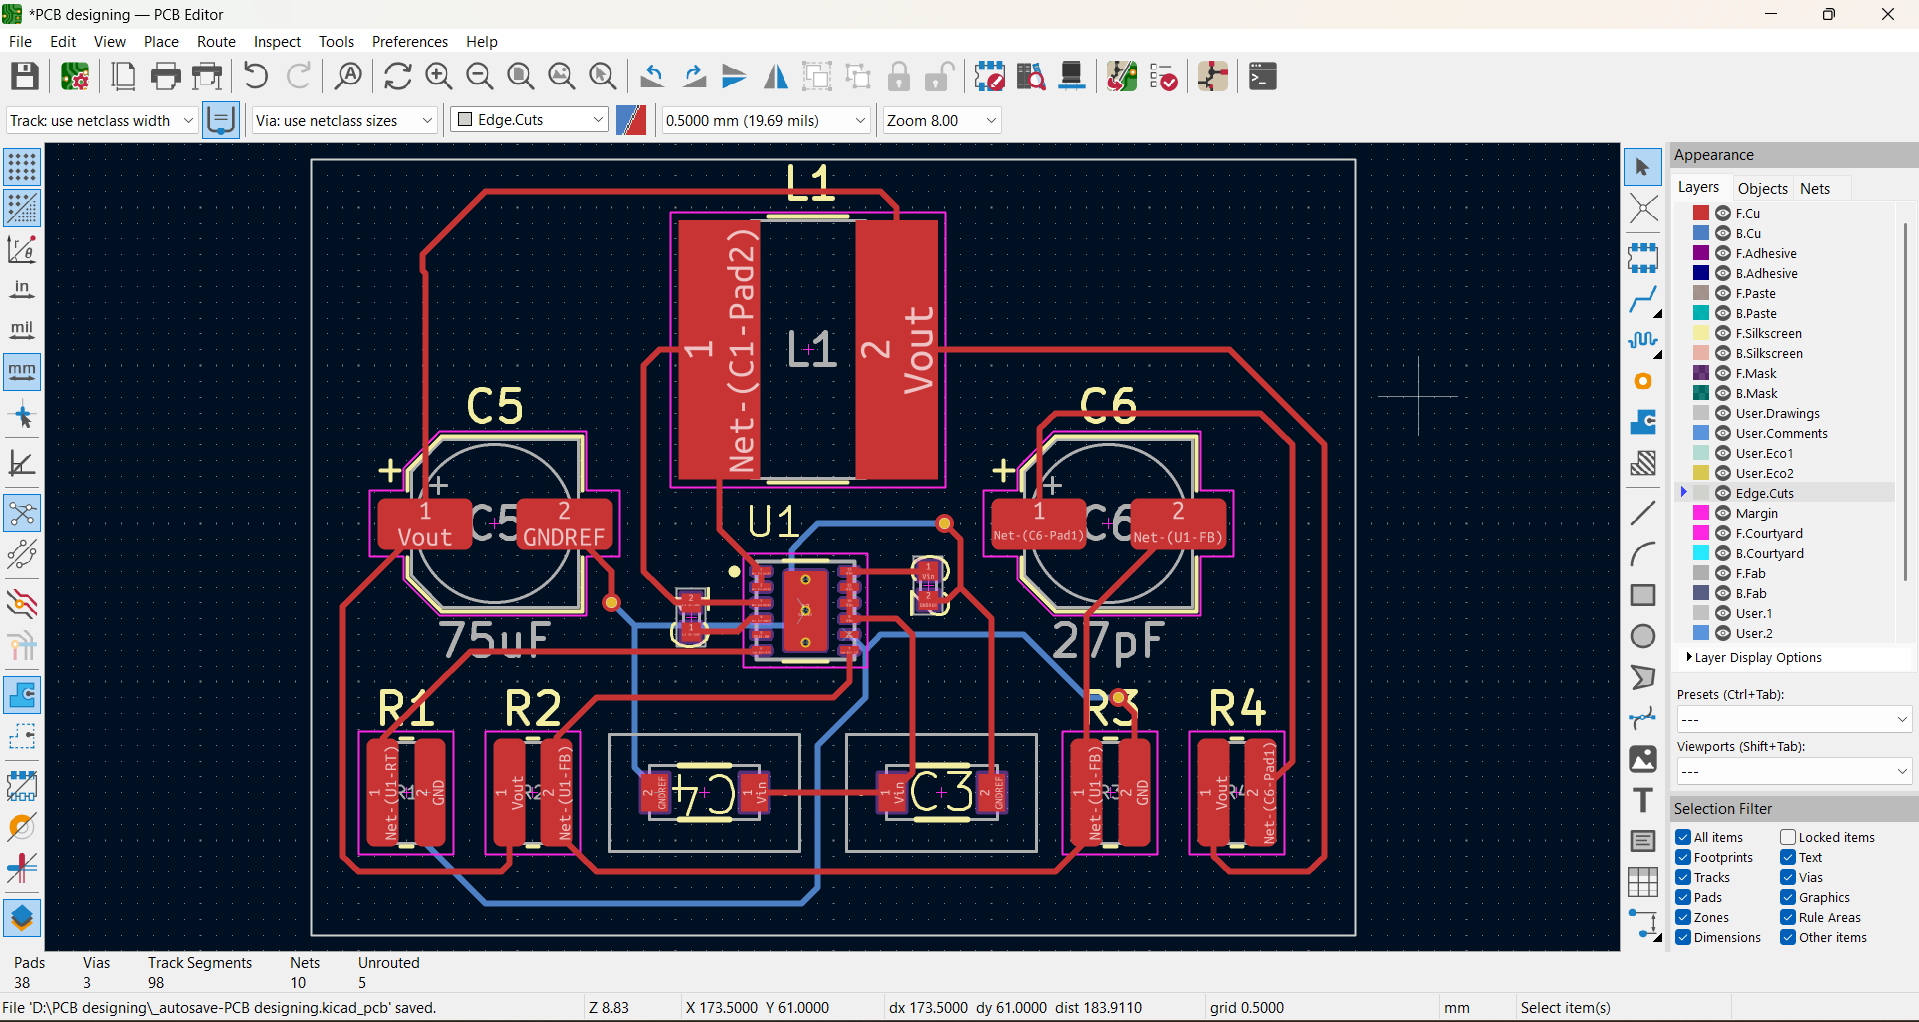 *PCB designing — PCB Editor
File Edit View Place Route Inspect Tools Preferences Help
Track: use netclass width Via: use netclass sizes Edge.Cuts 0.5000 mm (19.69 mils) Zoom 8.00
in
mil
mm
L1
1
Net-(C1-Pad2)
L1
2
Vout
C5
+
+
1
Vout
C5
2
GNDREF
75uF
U1
C6
+
+
1
Net-(C6-Pad1)
C6
2
Net-(U1-FB)
27pF
2
1
1
Vin
2
R1
1
Net-(U1-RT)
R1
2
GND
R2
1
Vout
R2
2
Net-(U1-FB)
2
GNDREF
C4
1
Vin
1
Vin
C3
2
GNDREF
R3
1
Net-(U1-FB)
R3
2
GND
R4
1
Vout
R4
2
Net-(C6-Pad1)
Appearance
Layers Objects Nets
F.Cu
B.Cu
F.Adhesive
B.Adhesive
F.Paste
B.Paste
F.Silkscreen
B.Silkscreen
F.Mask
B.Mask
User.Drawings
User.Comments
User.Eco1
User.Eco2
Edge.Cuts
Margin
F.Courtyard
B.Courtyard
F.Fab
B.Fab
User.1
User.2
Layer Display Options
Presets (Ctrl+Tab):
---
Viewports (Shift+Tab):
---
Selection Filter
All items Locked items
Footprints Text
Tracks Vias
Pads Graphics
Zones Rule Areas
Dimensions Other items
Pads Vias Track Segments Nets Unrouted
38 3 98 10 5
File 'D:\PCB designing\_autosave-PCB designing.kicad_pcb' saved. Z 8.83 X 173.5000 Y 61.0000 dx 173.5000 dy 61.0000 dist 183.9110 grid 0.5000 mm Select item(s)